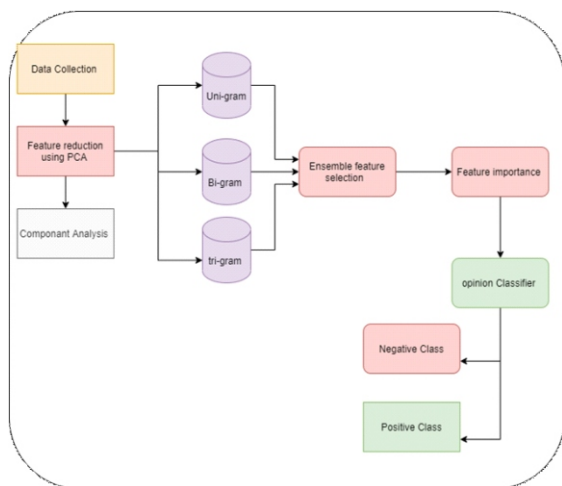 Data Collection
Feature reduction
using PCA
Componant Analysis
Uni-gram
Bi-gram
tri-gram
Ensemble feature
selection
Feature importance
opinion Classifier
Negative Class
Positive Class